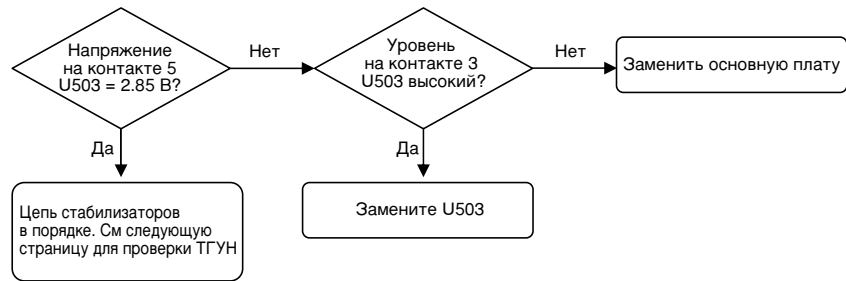 Напряжение
на контакте 5
U503 = 2.85 В?
Нет
Уровень
на контакте 3
U503 высокий?
Нет
Заменить основную плату
Да
Да
Цепь стабилизаторов
в порядке. См следующую
страницу для проверки ТГУН
Замените U503